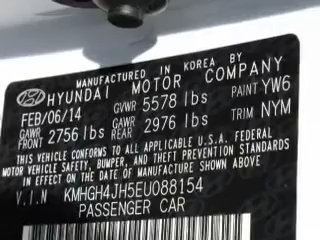 MANUFACTURED IN KOREA BY
HYUNDAI MOTOR COMPANY
FEB/06/14 GVWR 5578 lbs PAINT YW6
GAWR FRONT 2756 lbs GAWR REAR 2976 lbs TRIM NYM
THIS VEHICLE CONFORMS TO ALL APPLICABLE U.S.A. FEDERAL
MOTOR VEHICLE SAFETY, BUMPER, AND THEFT PREVENTION STANDARDS
IN EFFECT ON THE DATE OF MANUFACTURE SHOWN ABOVE
V.I.N KMHGH4JH5EU088154
PASSENGER CAR